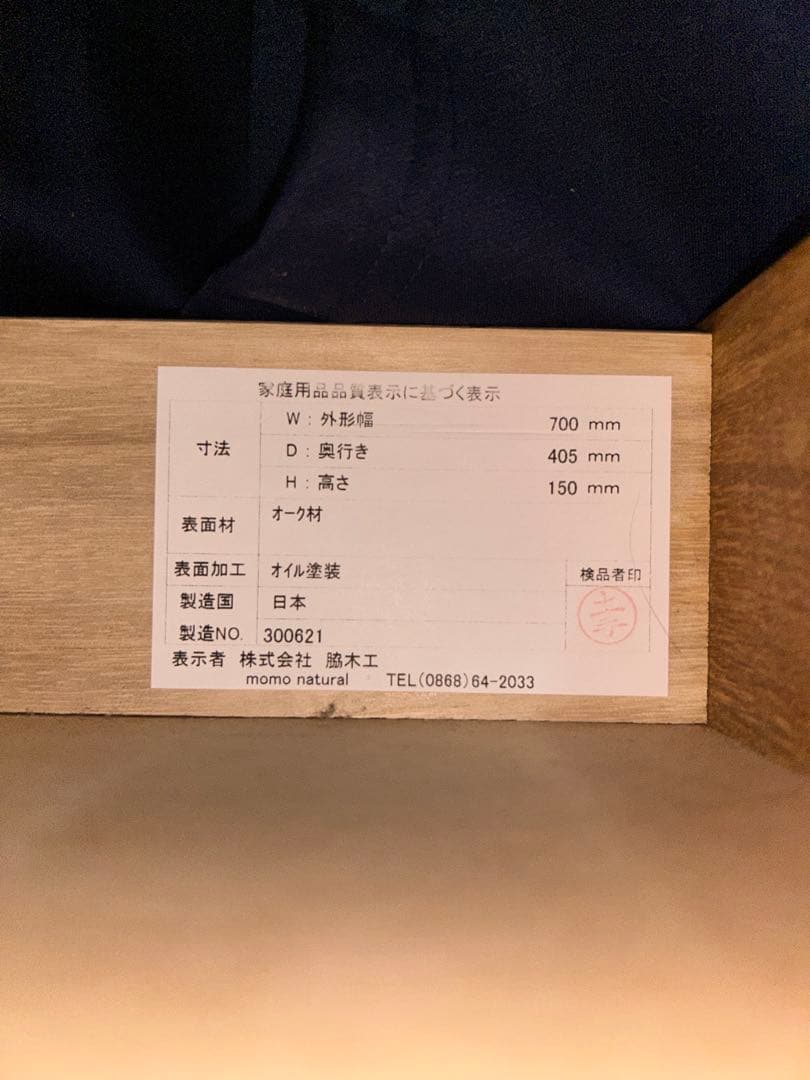 家庭用品品質表示に基づく表示
寸法
W：外形幅 700 mm
D：奥行き 405 mm
H：高さ 150 mm
表面材 オーク材
表面加工 オイル塗装 検品者印
製造国 日本
製造NO. 300621
表示者 株式会社 脇木工
momo natural TEL(0868)64-2033